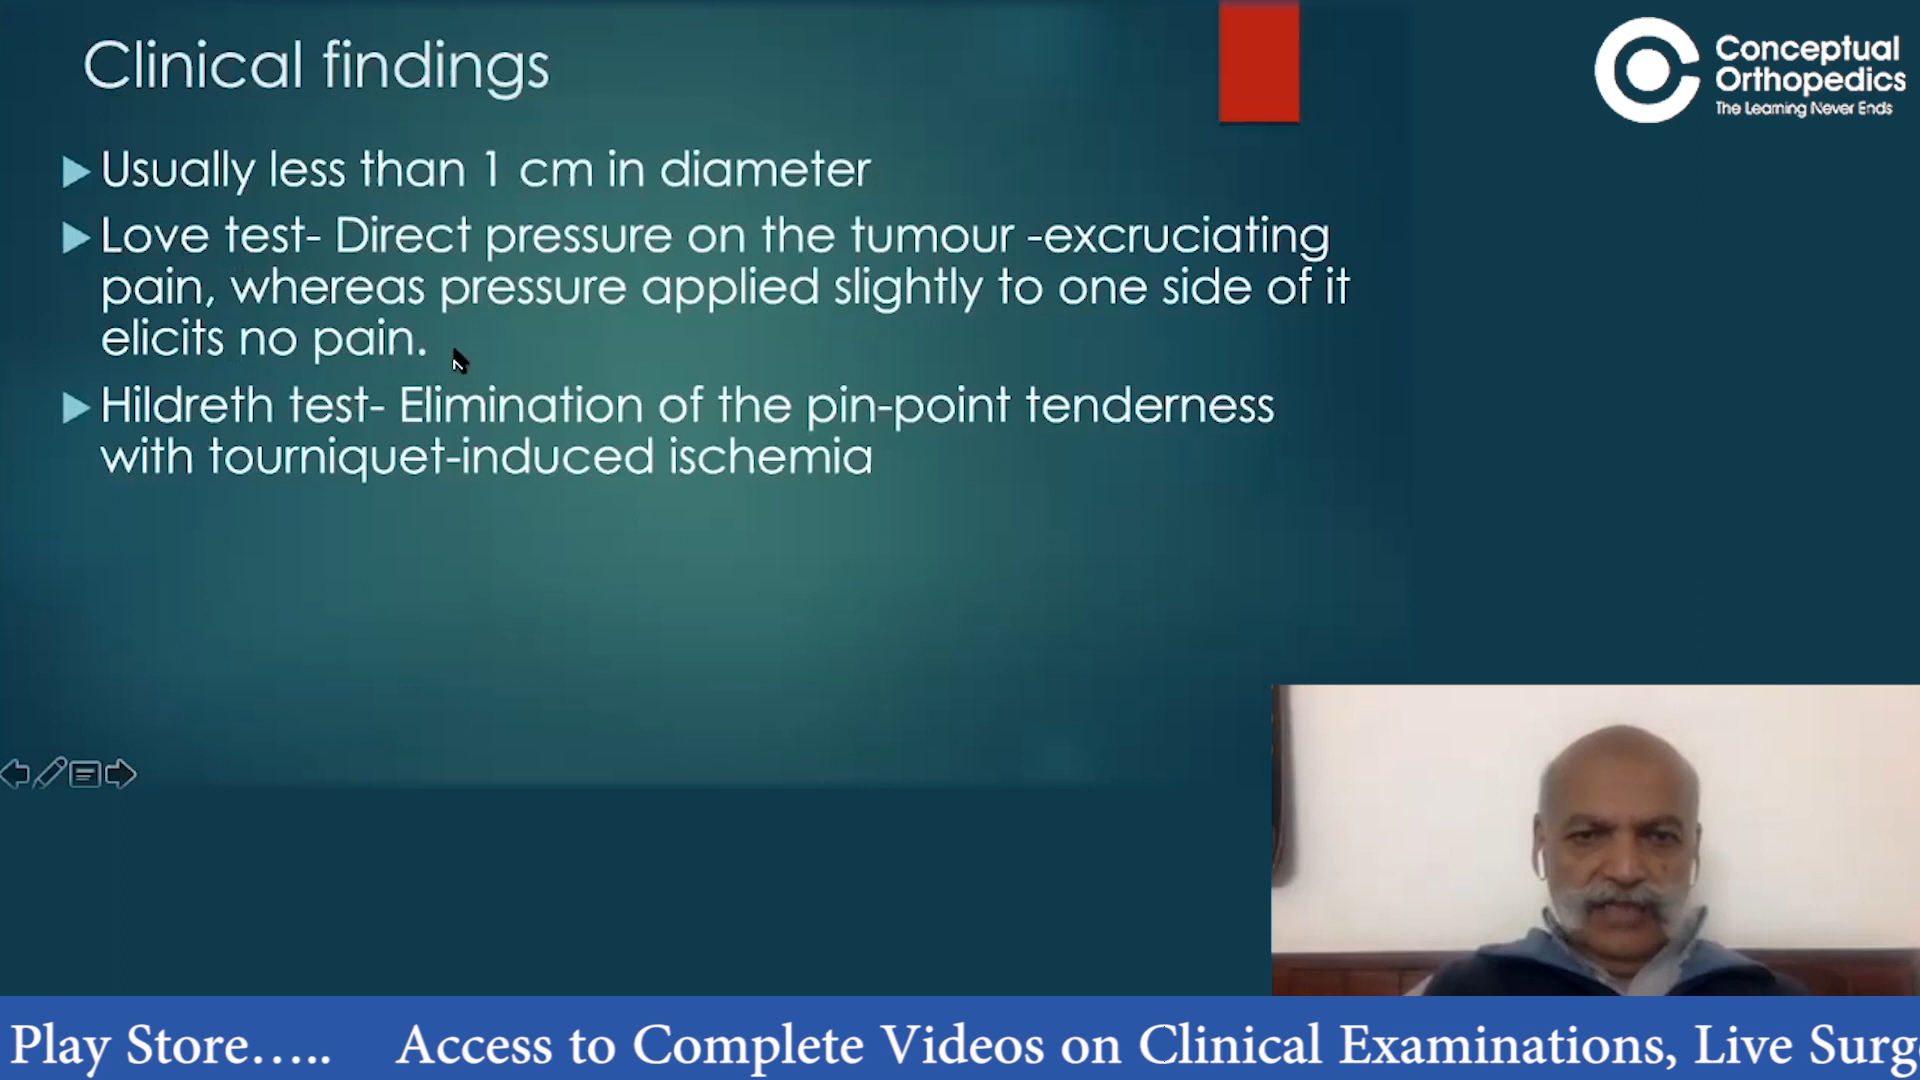 Clinical findings
Conceptual
Orthopedics
The Learning Never Ends
Usually less than 1 cm in diameter
Love test- Direct pressure on the tumour -excruciating
pain, whereas pressure applied slightly to one side of it
elicits no pain.
Hildreth test- Elimination of the pin-point tenderness
with tourniquet-induced ischemia
Play Store..... Access to Complete Videos on Clinical Examinations, Live Surg